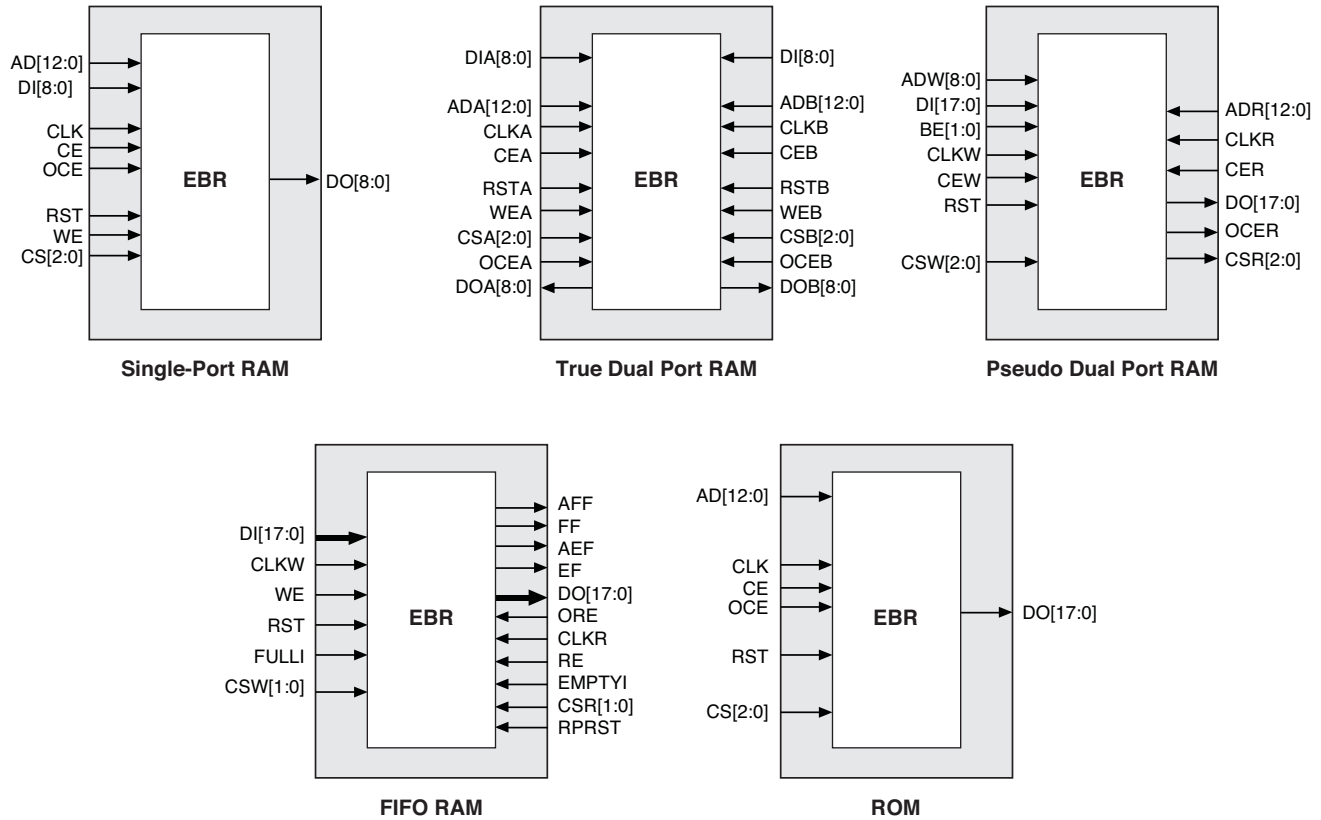 AD[12:0]
DI[8:0]
CLK
CE
OCE
RST
WE
CS[2:0]
EBR
DO[8:0]
Single-Port RAM
DIA[8:0]
ADA[12:0]
CLKA
CEA
RSTA
WEA
CSA[2:0]
OCEA
DOA[8:0]
EBR
DI[8:0]
ADB[12:0]
CLKB
CEB
RSTB
WEB
CSB[2:0]
OCEB
DOB[8:0]
True Dual Port RAM
ADW[8:0]
DI[17:0]
BE[1:0]
CLKW
CEW
RST
CSW[2:0]
EBR
ADR[12:0]
CLKR
CER
DO[17:0]
OCER
CSR[2:0]
Pseudo Dual Port RAM
DI[17:0]
CLKW
WE
RST
FULLI
CSW[1:0]
EBR
AFF
FF
AEF
EF
DO[17:0]
ORE
CLKR
RE
EMPTYI
CSR[1:0]
RPRST
FIFO RAM
AD[12:0]
CLK
CE
OCE
RST
CS[2:0]
EBR
DO[17:0]
ROM